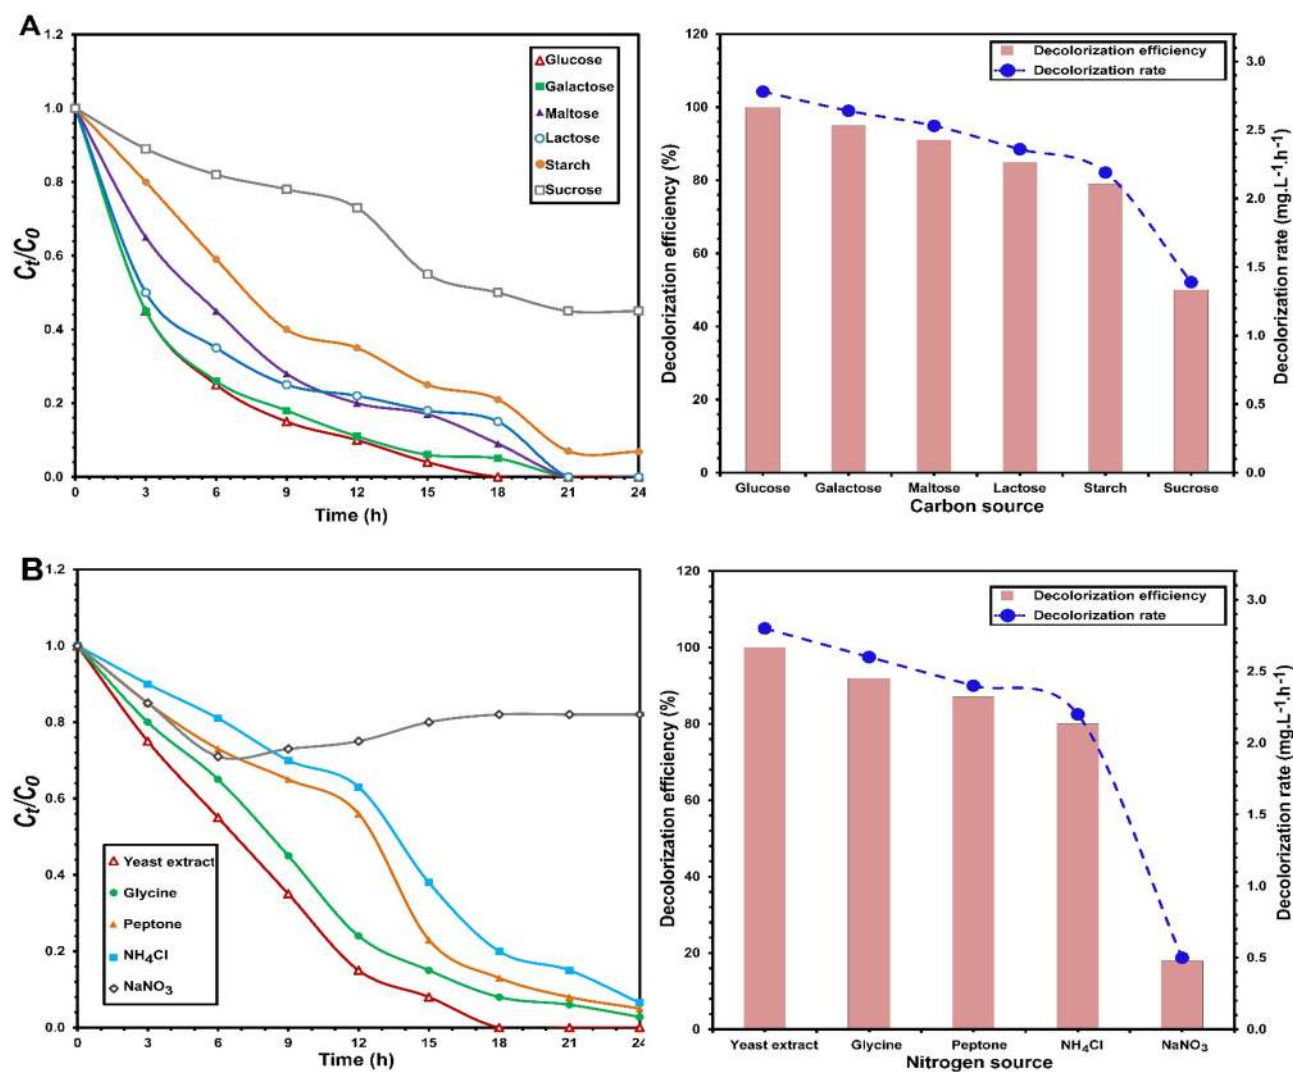 A
1.2
1.0
0.8
0.6
0.4
0.2
0.0
Ct/C0
0 3 6 9 12 15 18 21 24
Time (h)
Glucose
Galactose
Maltose
Lactose
Starch
Sucrose
120
100
80
60
40
20
0
Decolorization efficiency (%)
Decolorization efficiency
Decolorization rate
3.0
2.5
2.0
1.5
1.0
0.5
0.0
Decolorization rate (mg.L-1.h-1)
Glucose Galactose Maltose Lactose Starch Sucrose
Carbon source
B
1.2
1.0
0.8
0.6
0.4
0.2
0.0
Ct/C0
0 3 6 9 12 15 18 21 24
Time (h)
Yeast extract
Glycine
Peptone
NH4Cl
NaNO3
120
100
80
60
40
20
0
Decolorization efficiency (%)
Decolorization efficiency
Decolorization rate
3.0
2.5
2.0
1.5
1.0
0.5
0.0
Decolorization rate (mg.L-1.h-1)
Yeast extract Glycine Peptone NH4Cl NaNO3
Nitrogen source